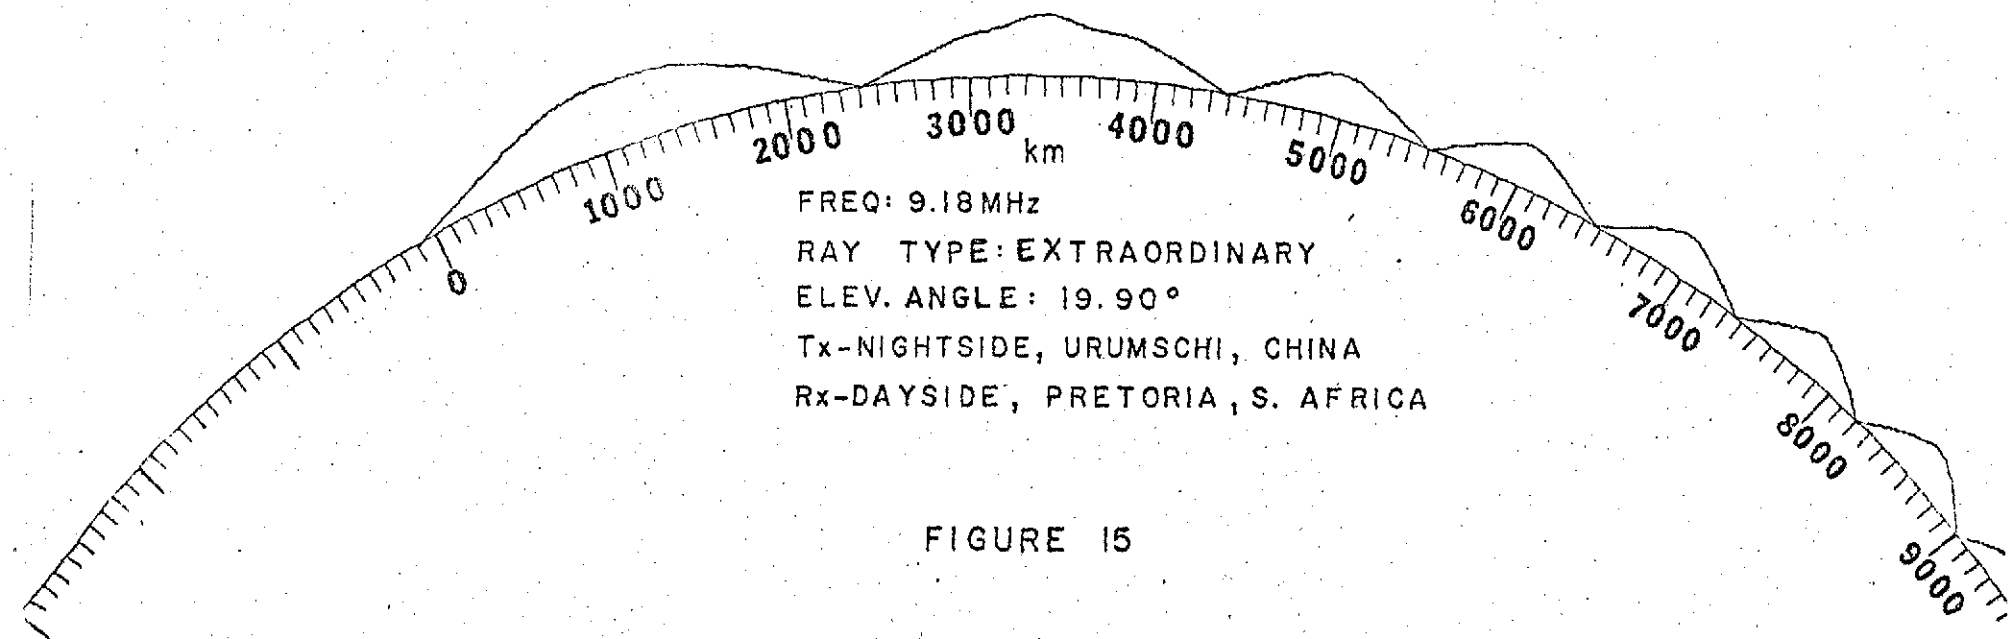 0
1000
2000
3000
4000
5000
6000
7000
8000
9000
km
FREQ: 9.18MHz
RAY TYPE: EXTRAORDINARY
ELEV. ANGLE: 19.90°
Tx-NIGHTSIDE, URUMSCHI, CHINA
Rx-DAYSIDE, PRETORIA, S. AFRICA
FIGURE 15